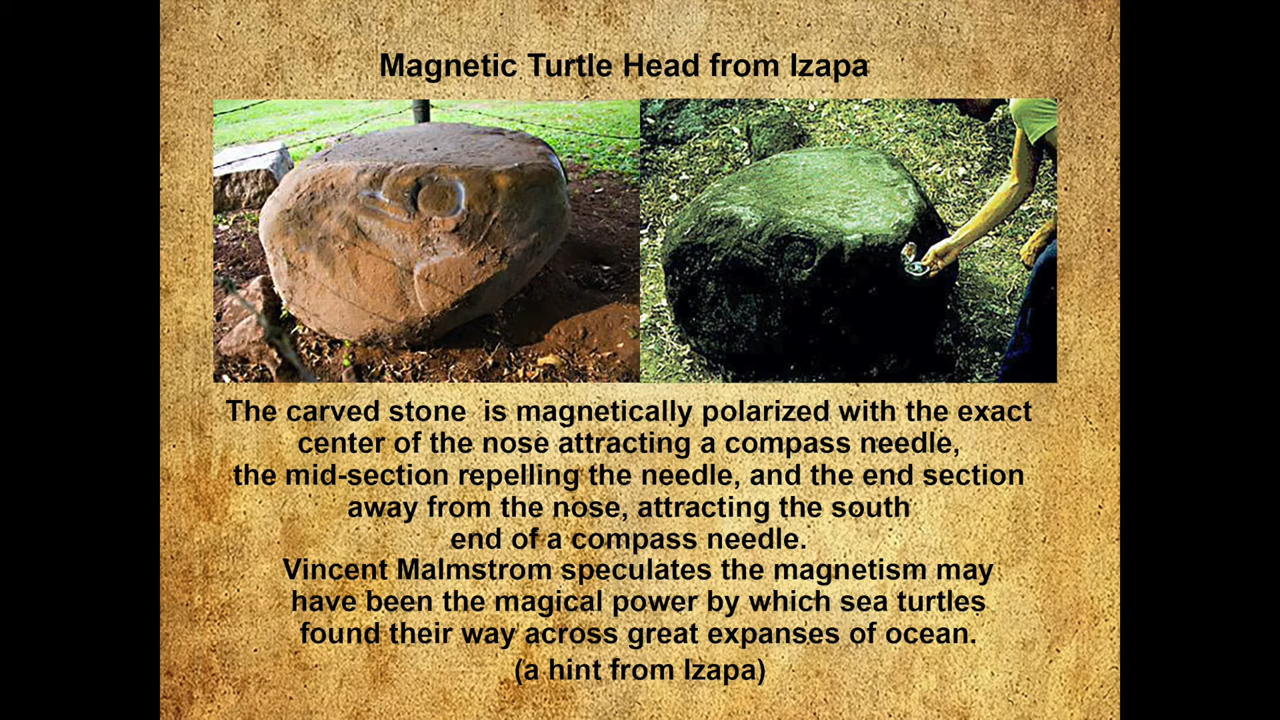 Magnetic Turtle Head from Izapa
The carved stone is magnetically polarized with the exact
center of the nose attracting a compass needle,
the mid-section repelling the needle, and the end section
away from the nose, attracting the south
end of a compass needle.
Vincent Malmstrom speculates the magnetism may
have been the magical power by which sea turtles
found their way across great expanses of ocean.
(a hint from Izapa)